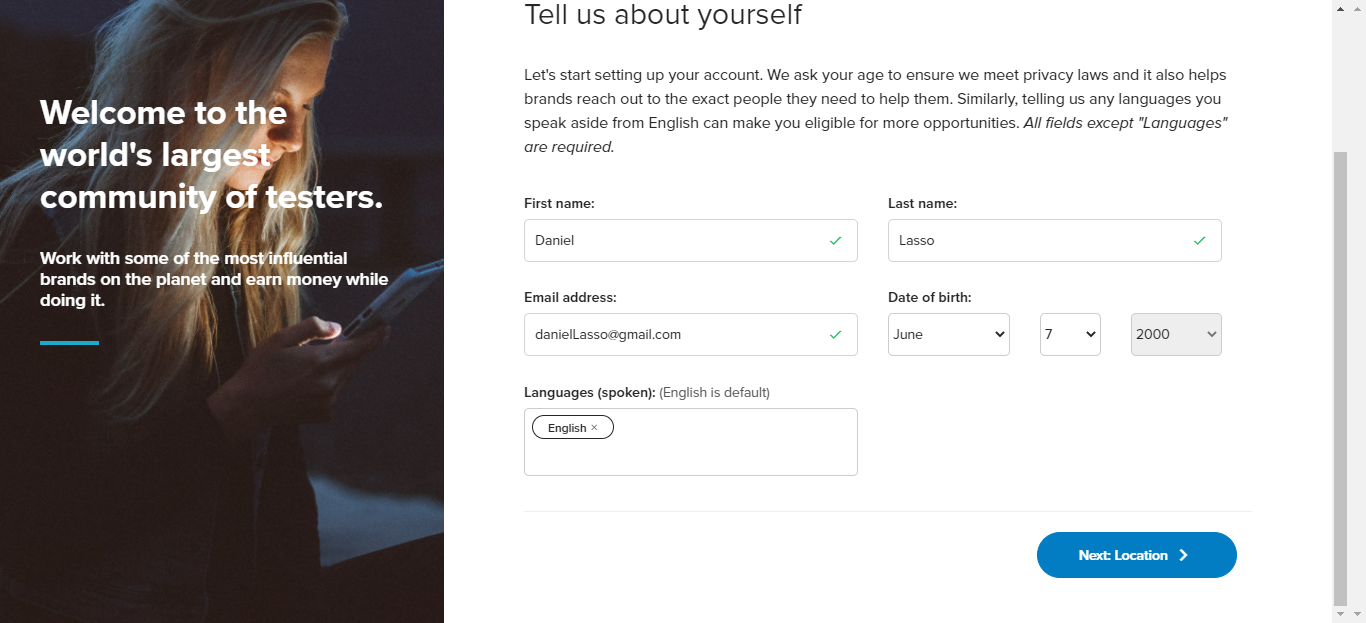 Welcome to the
world's largest
community of testers.
Work with some of the most influential
brands on the planet and earn money while
doing it.
Tell us about yourself
Let's start setting up your account. We ask your age to ensure we meet privacy laws and it also helps
brands reach out to the exact people they need to help them. Similarly, telling us any languages you
speak aside from English can make you eligible for more opportunities. All fields except "Languages"
are required.
First name: Last name:
Daniel Lasso
Email address: Date of birth:
danielLasso@gmail.com June 7 2000
Languages (spoken): (English is default)
English ×
Next: Location